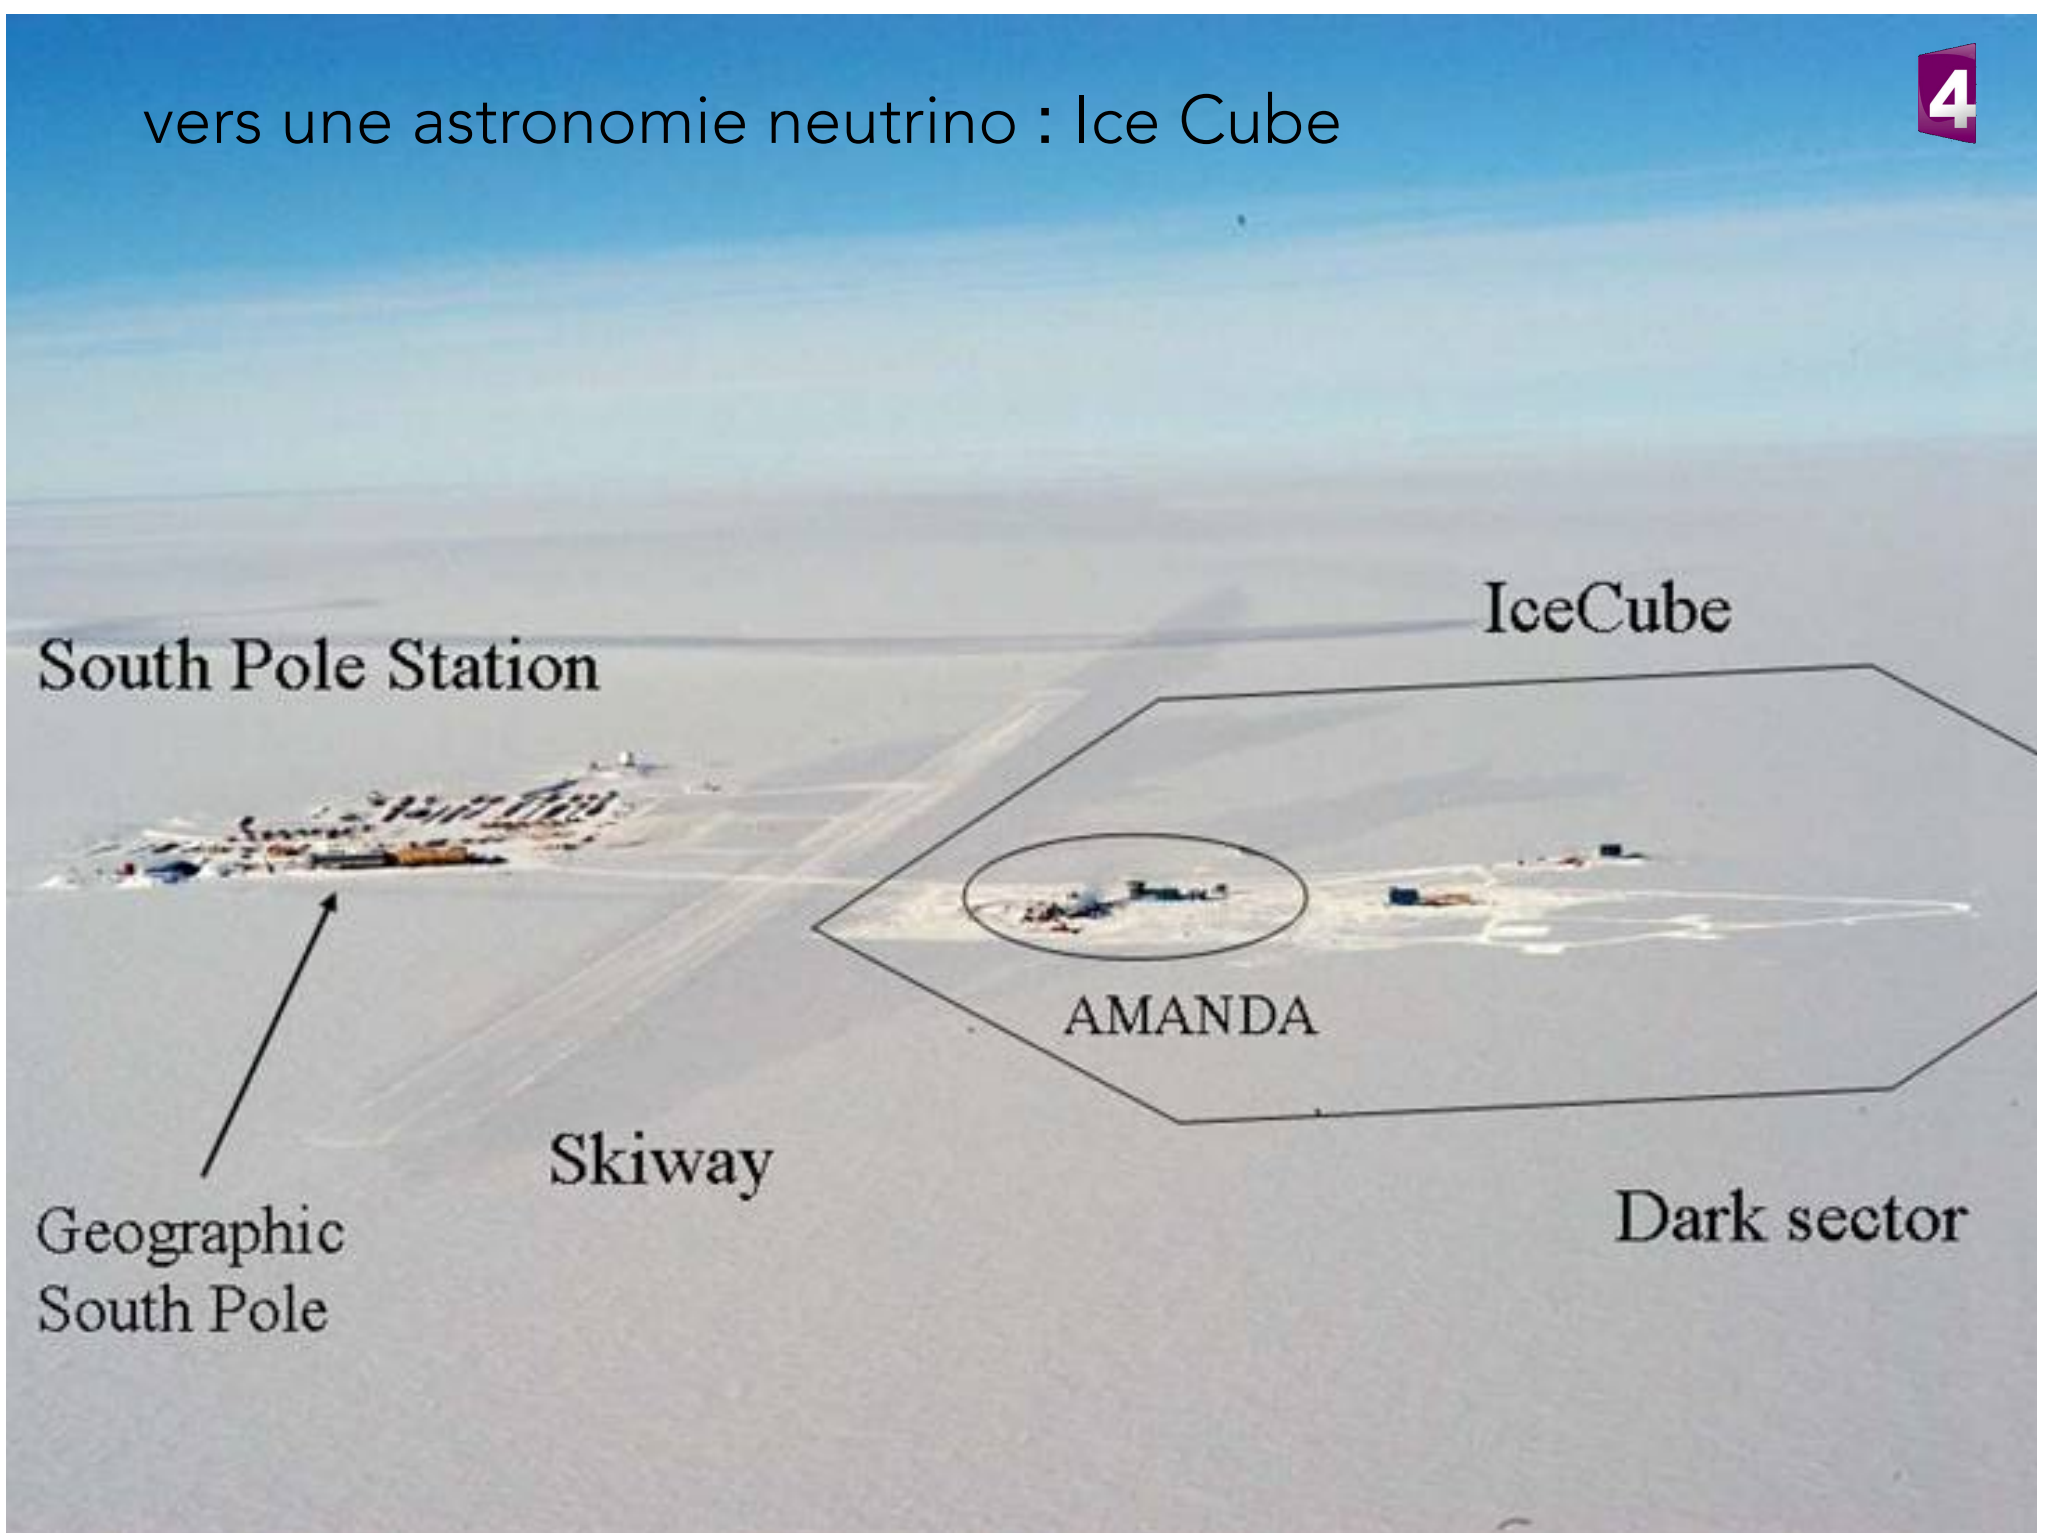 vers une astronomie neutrino : Ice Cube
4
IceCube
South Pole Station
AMANDA
Skiway
Dark sector
Geographic
South Pole